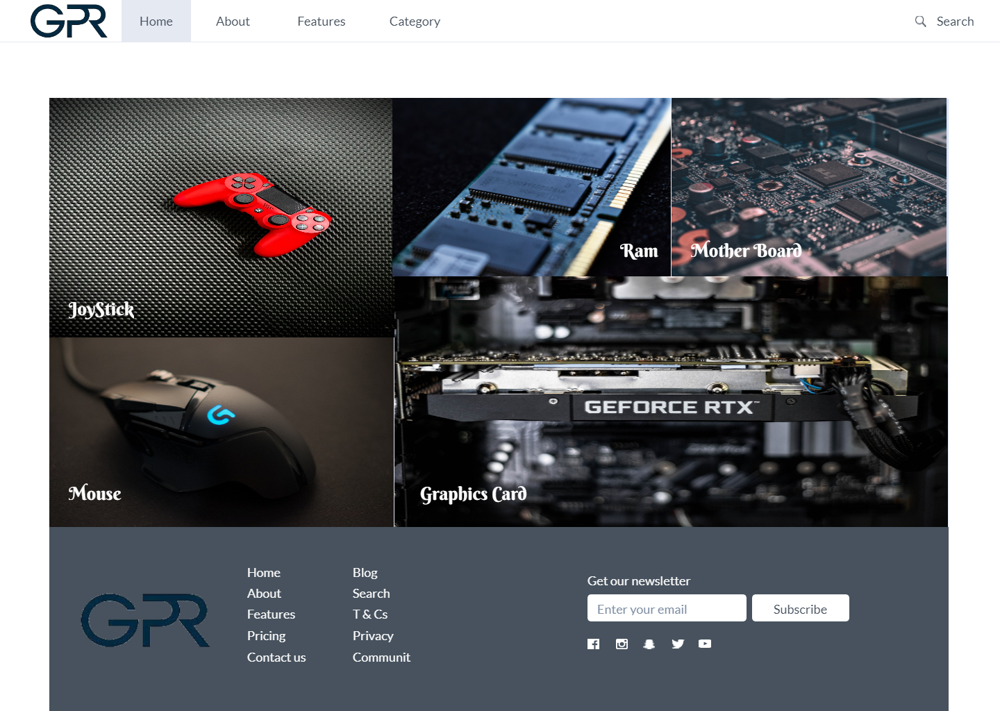 GPR
Home
About
Features
Category
Search
JoyStick
Ram
Mother Board
GEFORCE RTX™
Mouse
Graphics Card
GPR
Home
About
Features
Pricing
Contact us
Blog
Search
T & Cs
Privacy
Communit
Get our newsletter
Enter your email
Subscribe